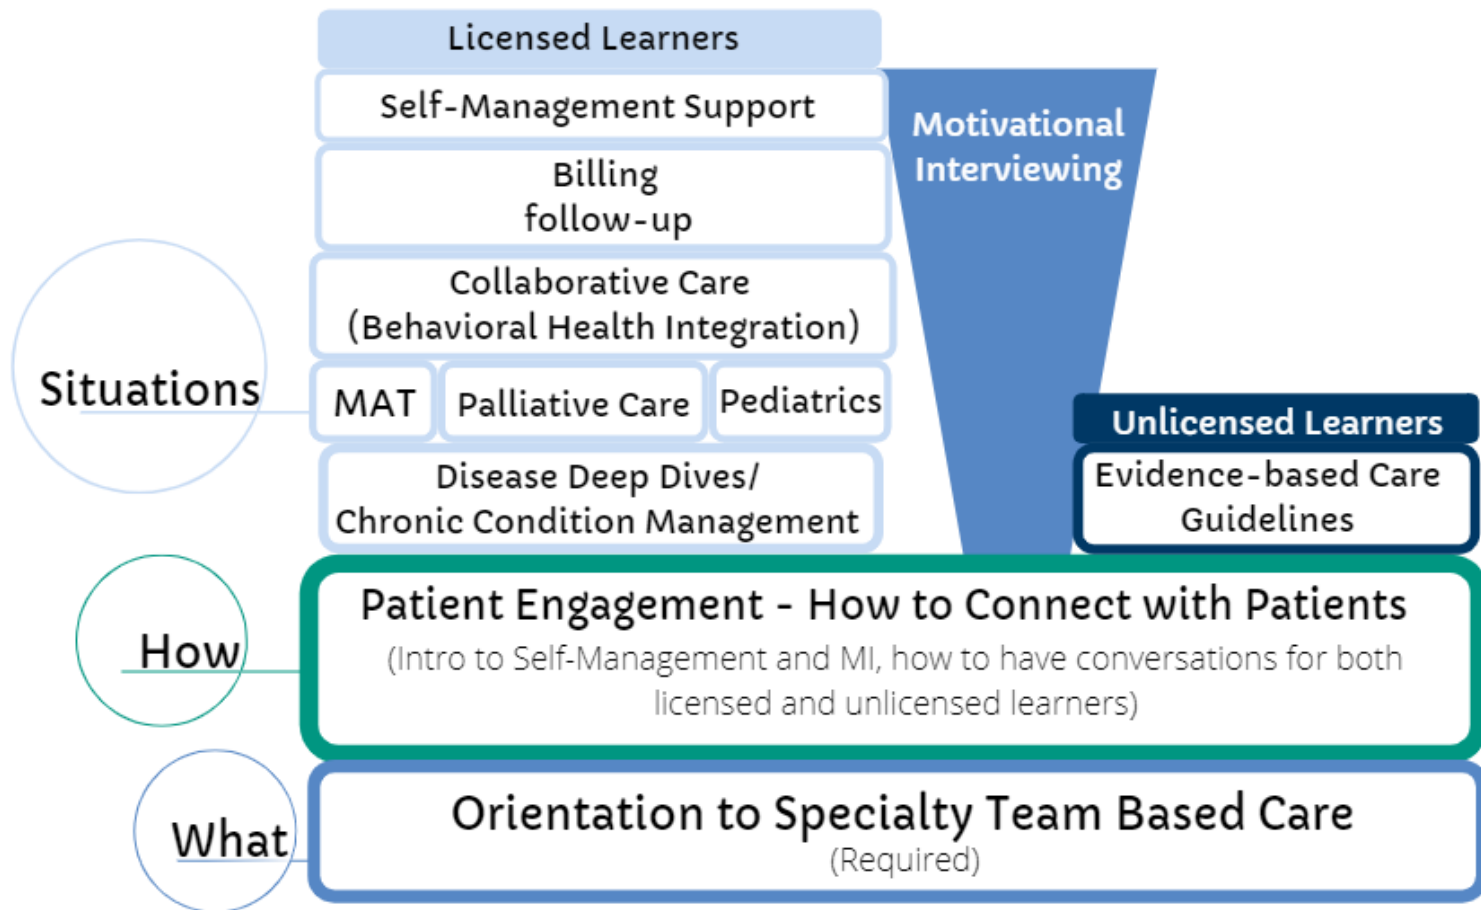 Licensed Learners
Self-Management Support
Billing
follow-up
Collaborative Care
(Behavioral Health Integration)
MAT
Palliative Care
Pediatrics
Disease Deep Dives/
Chronic Condition Management
Motivational
Interviewing
Unlicensed Learners
Evidence-based Care
Guidelines
Situations
How
Patient Engagement - How to Connect with Patients
(Intro to Self-Management and MI, how to have conversations for both
licensed and unlicensed learners)
What
Orientation to Specialty Team Based Care
(Required)